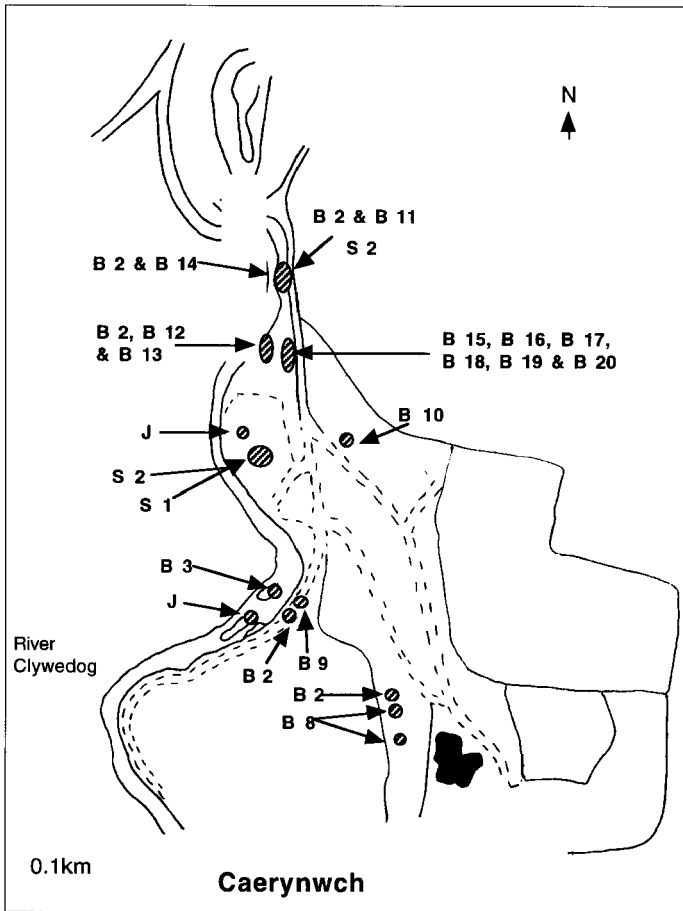 N
B 2 & B 11
S 2
B 2 & B 14
B 2, B 12
& B 13
B 15, B 16, B 17,
B 18, B 19 & B 20
B 10
J
S 2
S 1
B 3
J
River
Clywedog
B 9
B 2
B 2
B 8
0.1km
Caerynwch